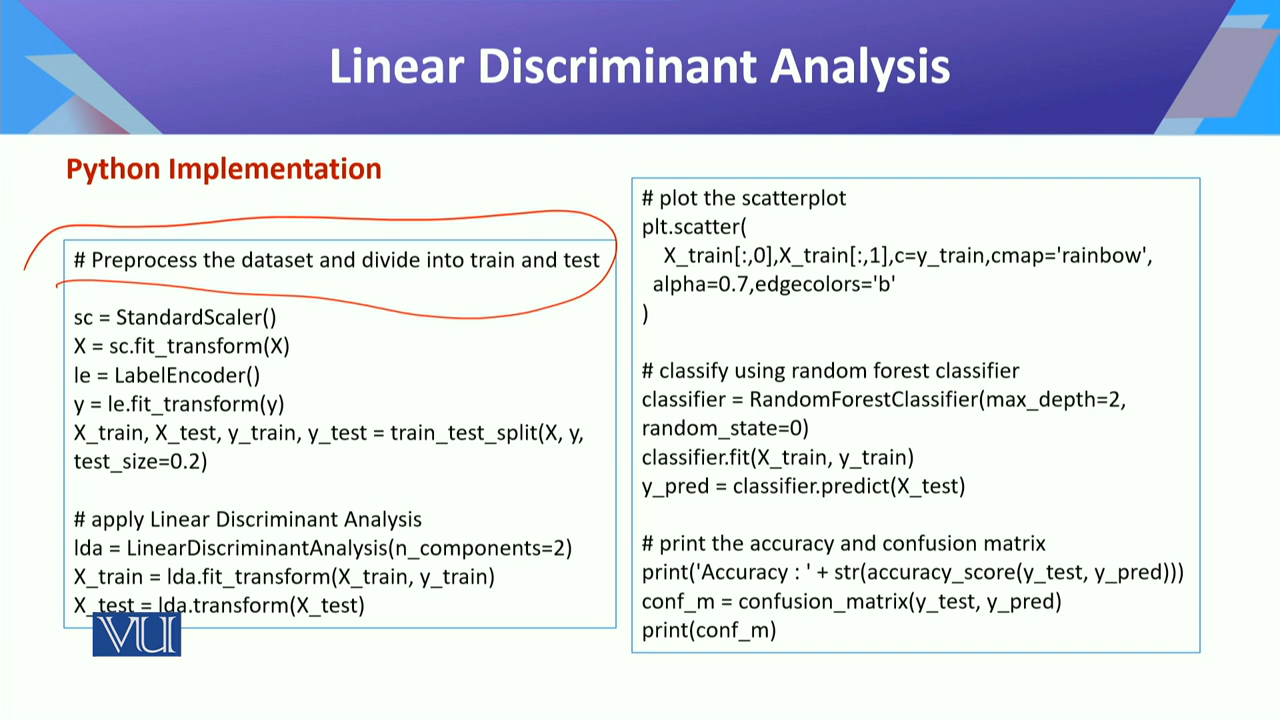 Linear Discriminant Analysis
Python Implementation
# Preprocess the dataset and divide into train and test
sc = StandardScaler()
X = sc.fit_transform(X)
le = LabelEncoder()
y = le.fit_transform(y)
X_train, X_test, y_train, y_test = train_test_split(X, y,
test_size=0.2)
# apply Linear Discriminant Analysis
lda = LinearDiscriminantAnalysis(n_components=2)
X_train = lda.fit_transform(X_train, y_train)
X_test = lda.transform(X_test)
VU
# plot the scatterplot
plt.scatter(
X_train[:,0],X_train[:,1],c=y_train,cmap='rainbow',
alpha=0.7,edgecolors='b'
)
# classify using random forest classifier
classifier = RandomForestClassifier(max_depth=2,
random_state=0)
classifier.fit(X_train, y_train)
y_pred = classifier.predict(X_test)
# print the accuracy and confusion matrix
print('Accuracy : ' + str(accuracy_score(y_test, y_pred)))
conf_m = confusion_matrix(y_test, y_pred)
print(conf_m)